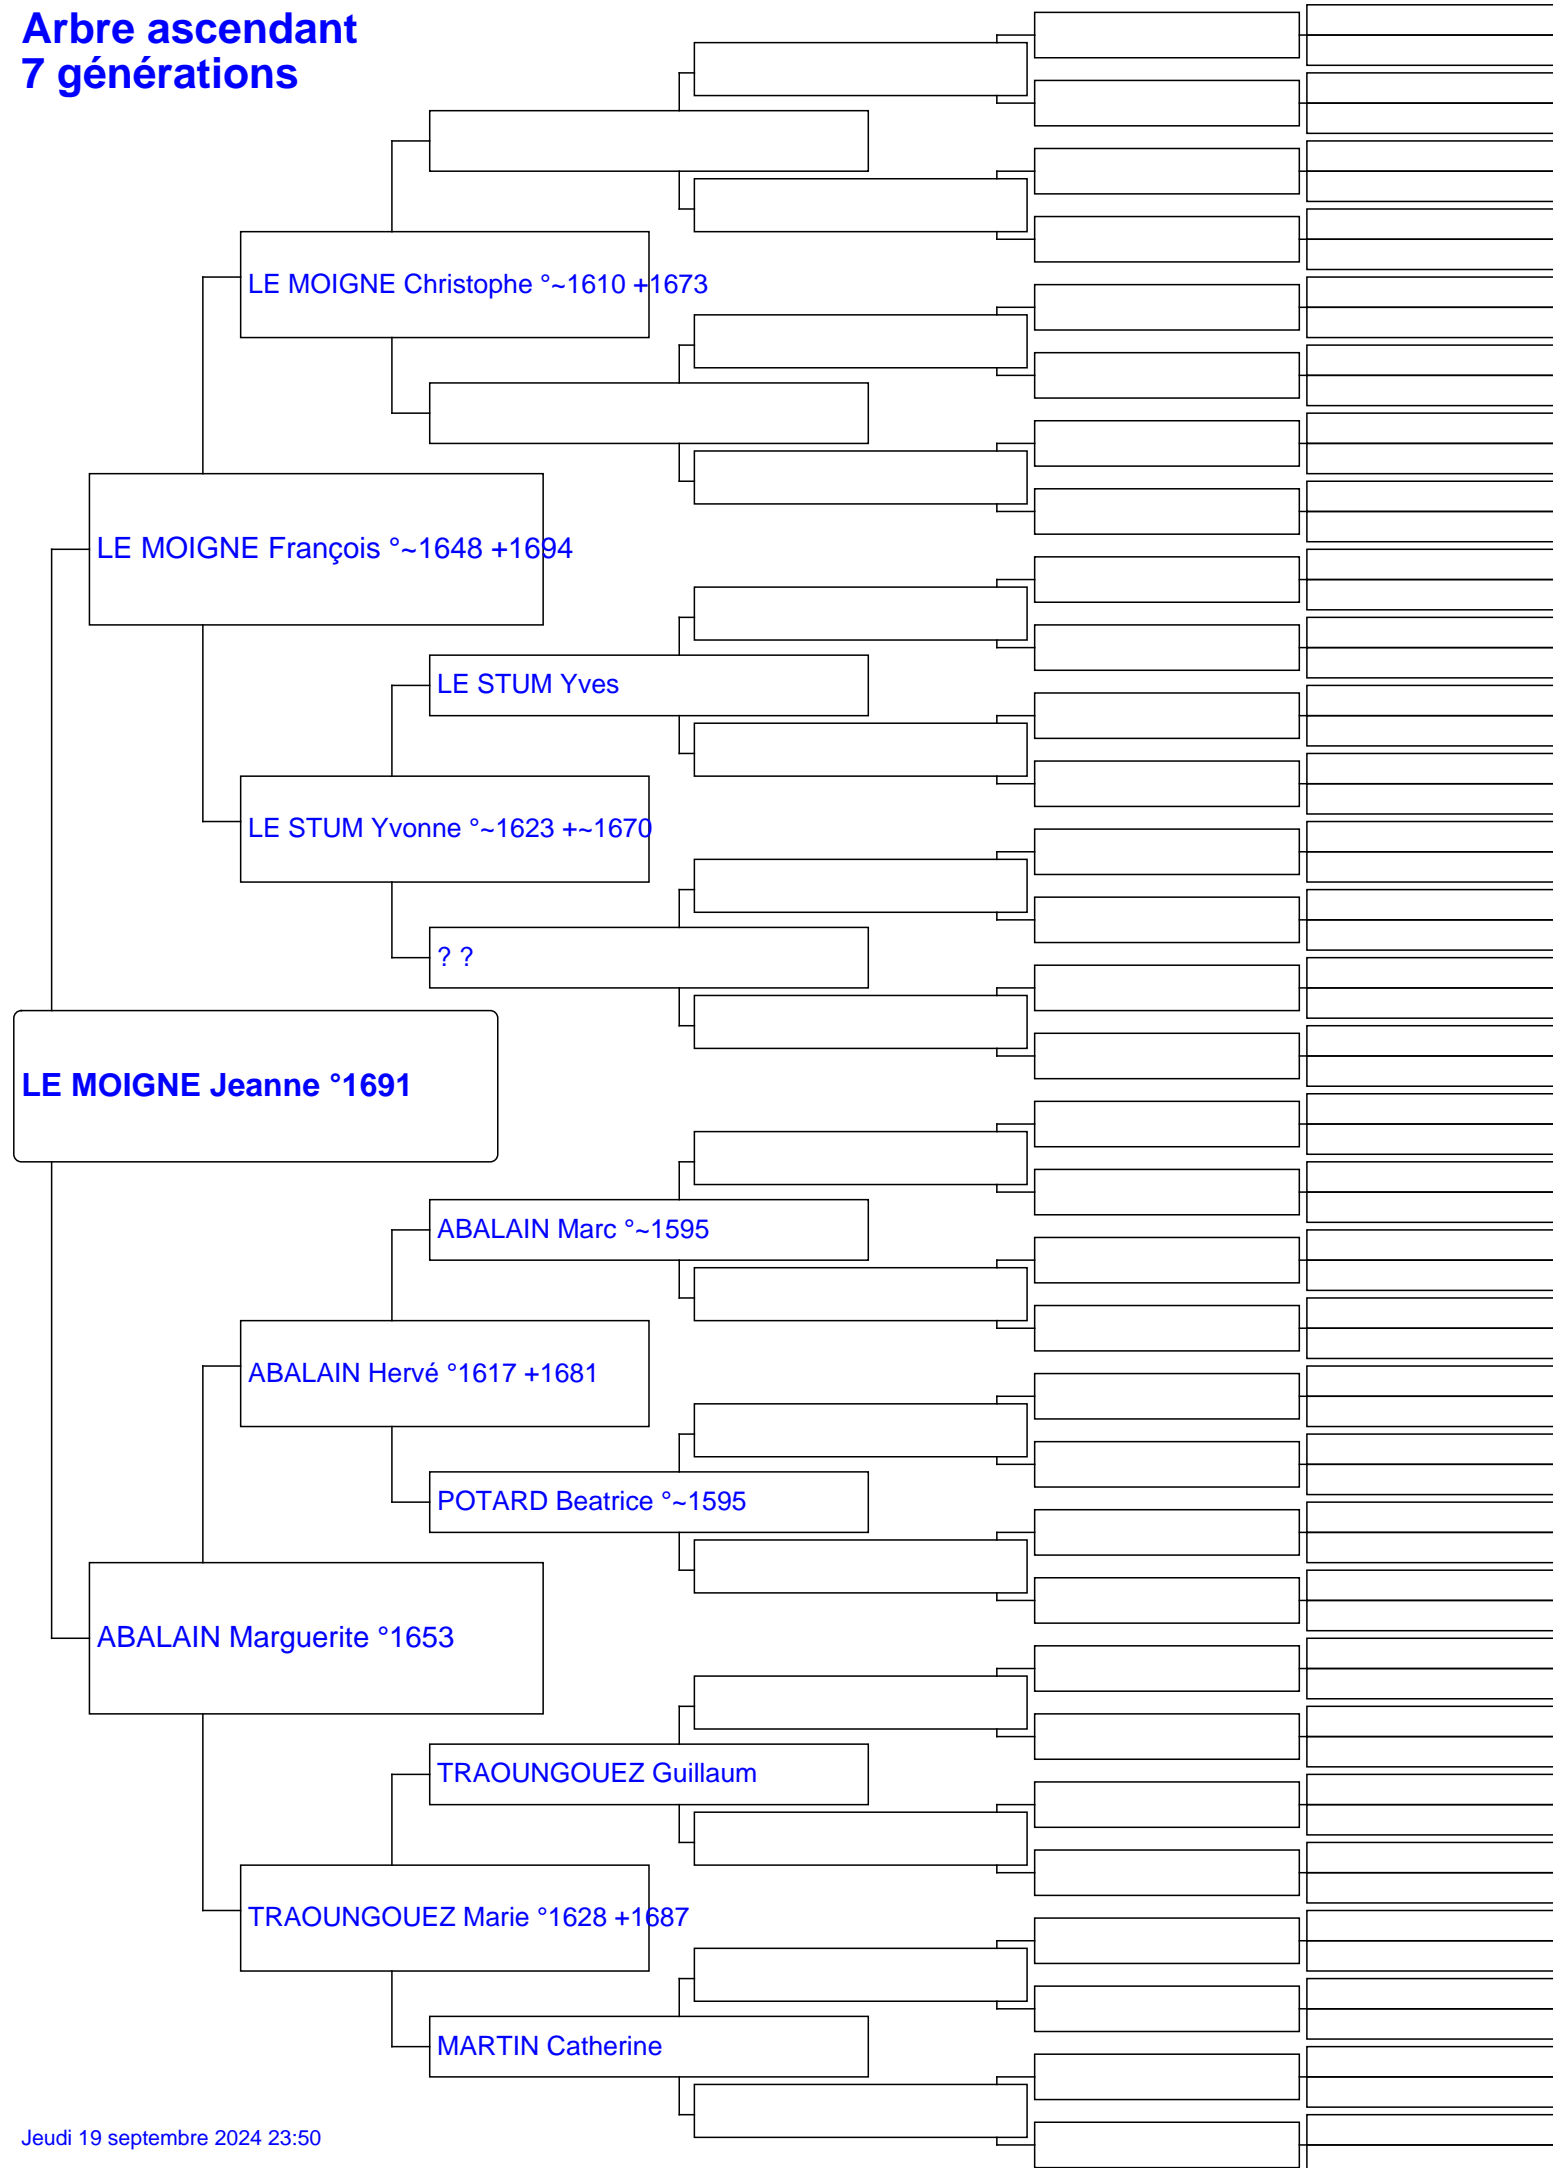 Arbre ascendant
7 générations
LE MOIGNE Christophe °~1610 +1673
LE MOIGNE François °~1648 +1694
LE STUM Yves
LE STUM Yvonne °~1623 +~1670
? ?
LE MOIGNE Jeanne °1691
ABALAIN Marc °~1595
ABALAIN Hervé °1617 +1681
POTARD Beatrice °~1595
ABALAIN Marguerite °1653
TRAOUNGOUEZ Guillaum
TRAOUNGOUEZ Marie °1628 +1687
MARTIN Catherine
Jeudi 19 septembre 2024 23:50